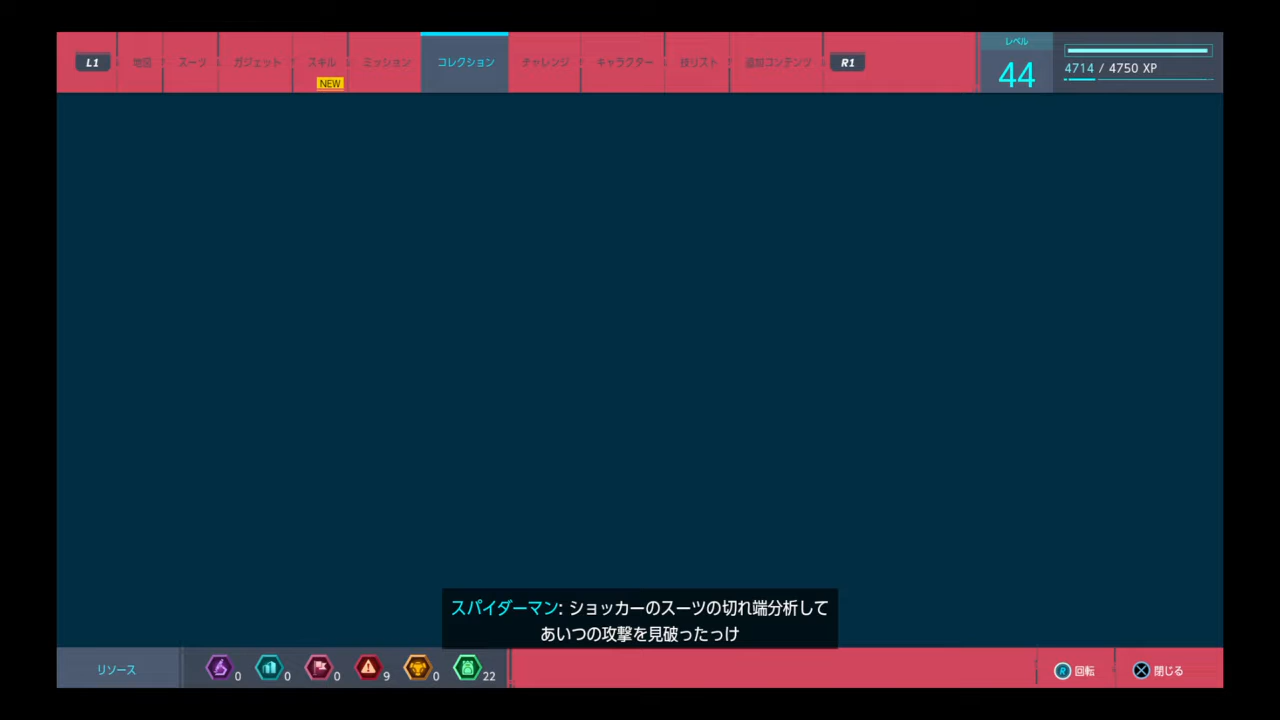 L1 地図 スーツ ガジェット スキル ミッション コレクション チャレンジ キャラクター 技リスト 追加コンテンツ R1
NEW
レベル
44
4714 / 4750 XP
スパイダーマン: ショッカーのスーツの切れ端分析して
あいつの攻撃を見破ったっけ
リソース 0 0 0 9 0 22 R 回転 閉じる